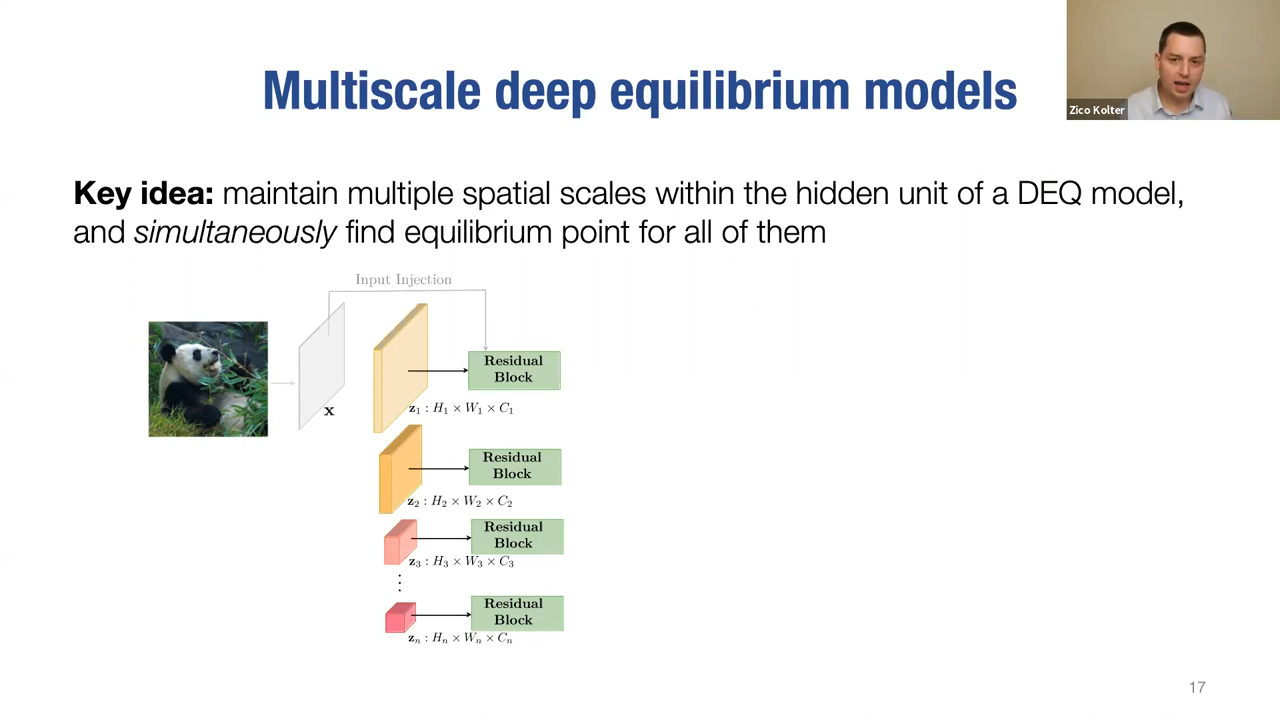 Multiscale deep equilibrium models
Zico Kolter
Key idea: maintain multiple spatial scales within the hidden unit of a DEQ model,
and simultaneously find equilibrium point for all of them
Input Injection
x
Residual
Block
z₁ : H₁ × W₁ × C₁
Residual
Block
z₂ : H₂ × W₂ × C₂
Residual
Block
z₃ : H₃ × W₃ × C₃
⋮
Residual
Block
zₙ : Hₙ × Wₙ × Cₙ
17